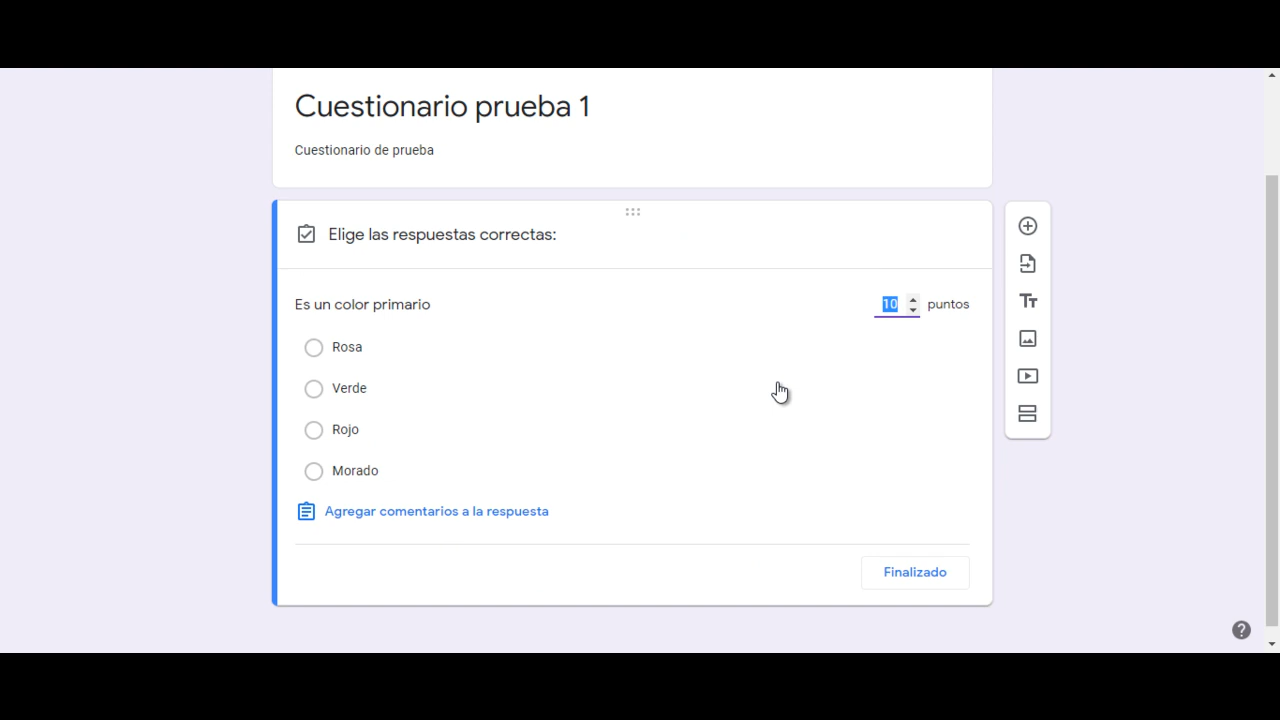 Cuestionario prueba 1
Cuestionario de prueba
Elige las respuestas correctas:
Es un color primario 10 puntos
Rosa
Verde
Rojo
Morado
Agregar comentarios a la respuesta
Finalizado